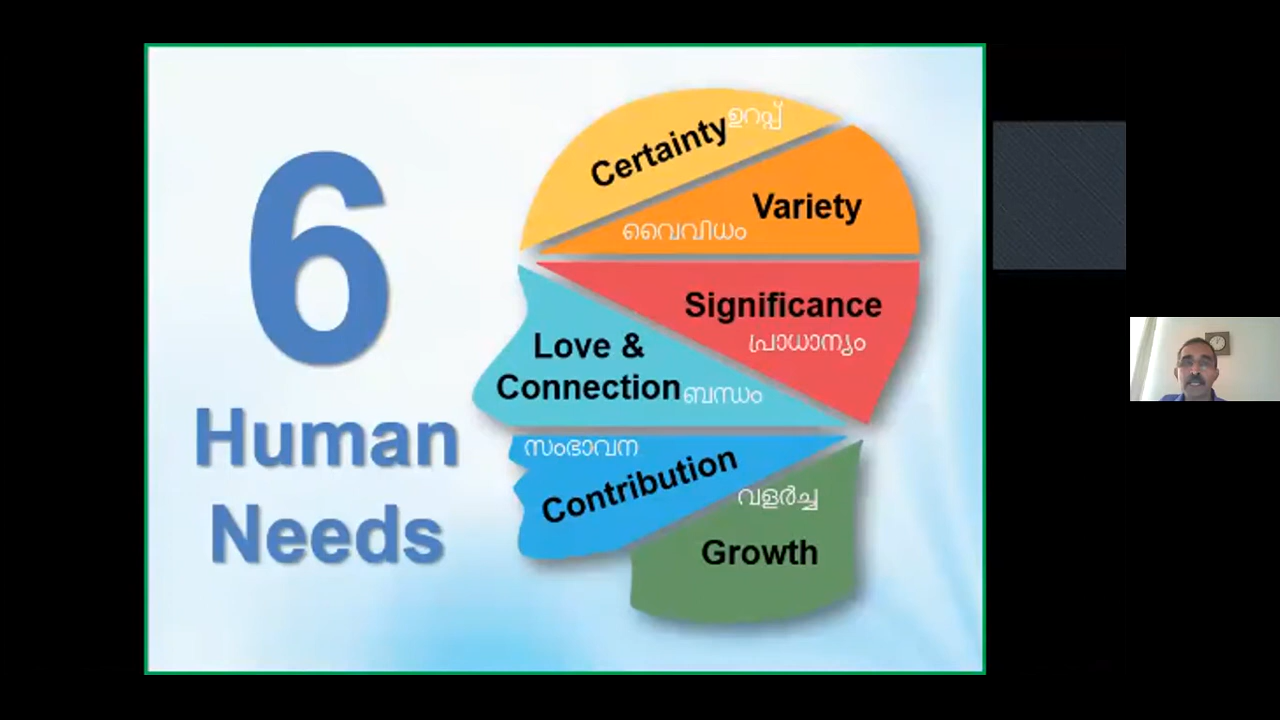 6
Human
Needs
Certainty ഉറപ്പ്
Variety
വൈവിധം
Significance
പ്രാധാന്യം
Love &
Connection ബന്ധം
സംഭാവന
Contribution
വളർച്ച
Growth